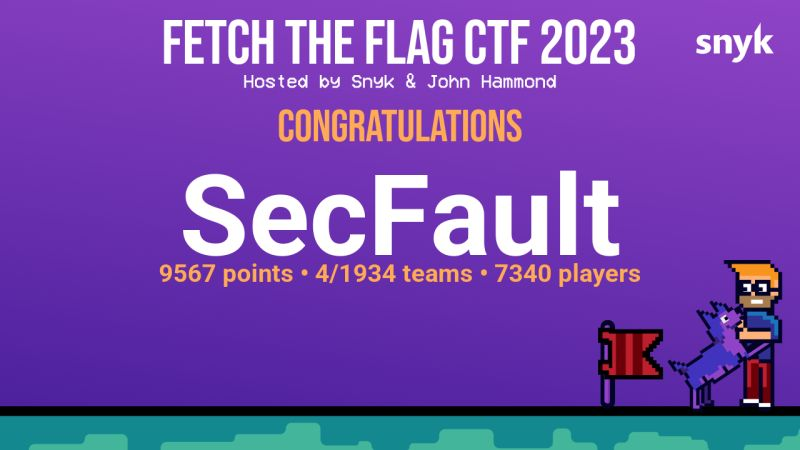 FETCH THE FLAG CTF 2023
snyk
Hosted by Snyk & John Hammond
CONGRATULATIONS
SecFault
9567 points • 4/1934 teams • 7340 players